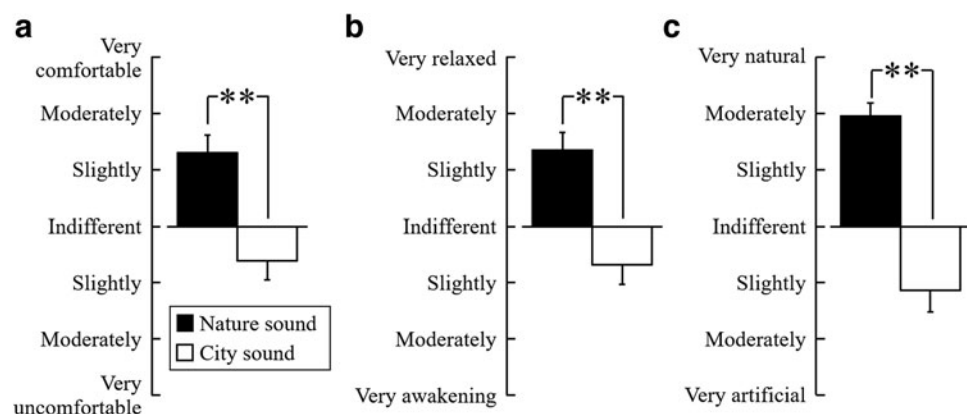 a
Very
comfortable
Moderately
Slightly
Indifferent
Slightly
Moderately
Very
uncomfortable
**
Nature sound
City sound
b
Very relaxed
Moderately
Slightly
Indifferent
Slightly
Moderately
Very awakening
**
c
Very natural
Moderately
Slightly
Indifferent
Slightly
Moderately
Very artificial
**